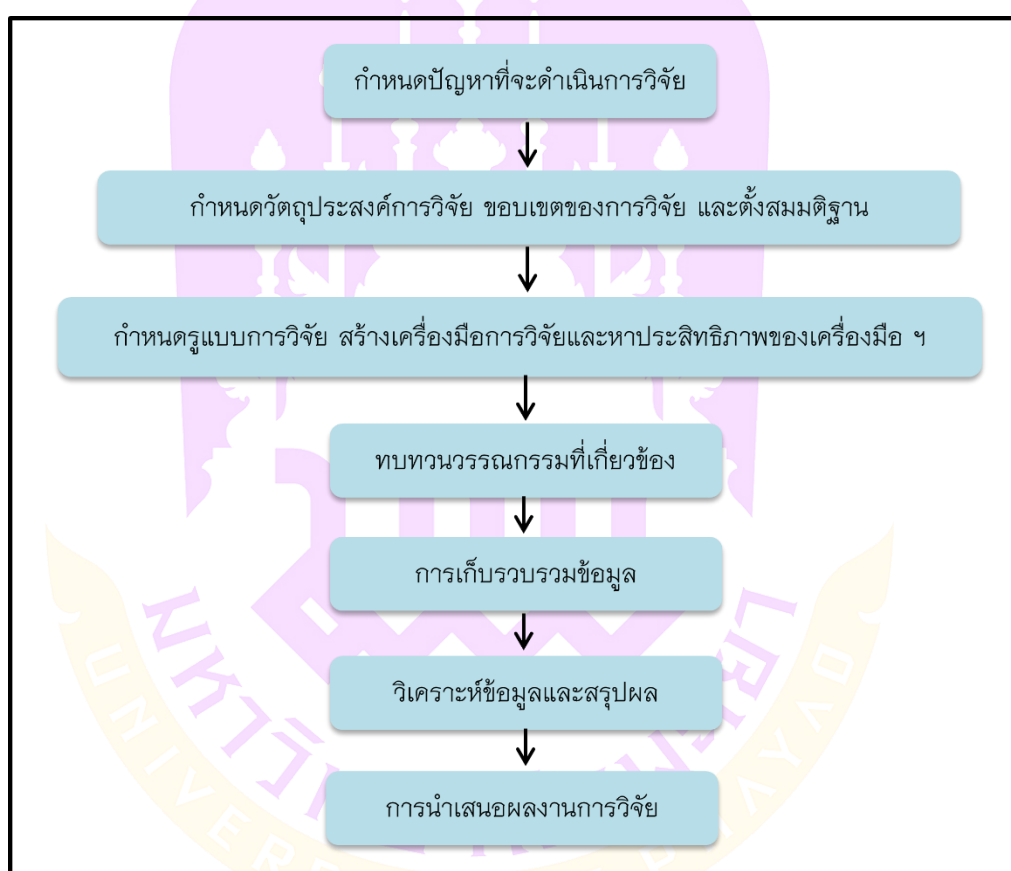 กำหนดปัญหาที่จะดำเนินการวิจัย
กำหนดวัตถุประสงค์การวิจัย ขอบเขตของการวิจัย และตั้งสมมติฐาน
กำหนดรูแบบการวิจัย สร้างเครื่องมือการวิจัยและหาประสิทธิภาพของเครื่องมือ ฯ
ทบทวนวรรณกรรมที่เกี่ยวข้อง
การเก็บรวบรวมข้อมูล
วิเคราะห์ข้อมูลและสรุปผล
การนำเสนอผลงานการวิจัย